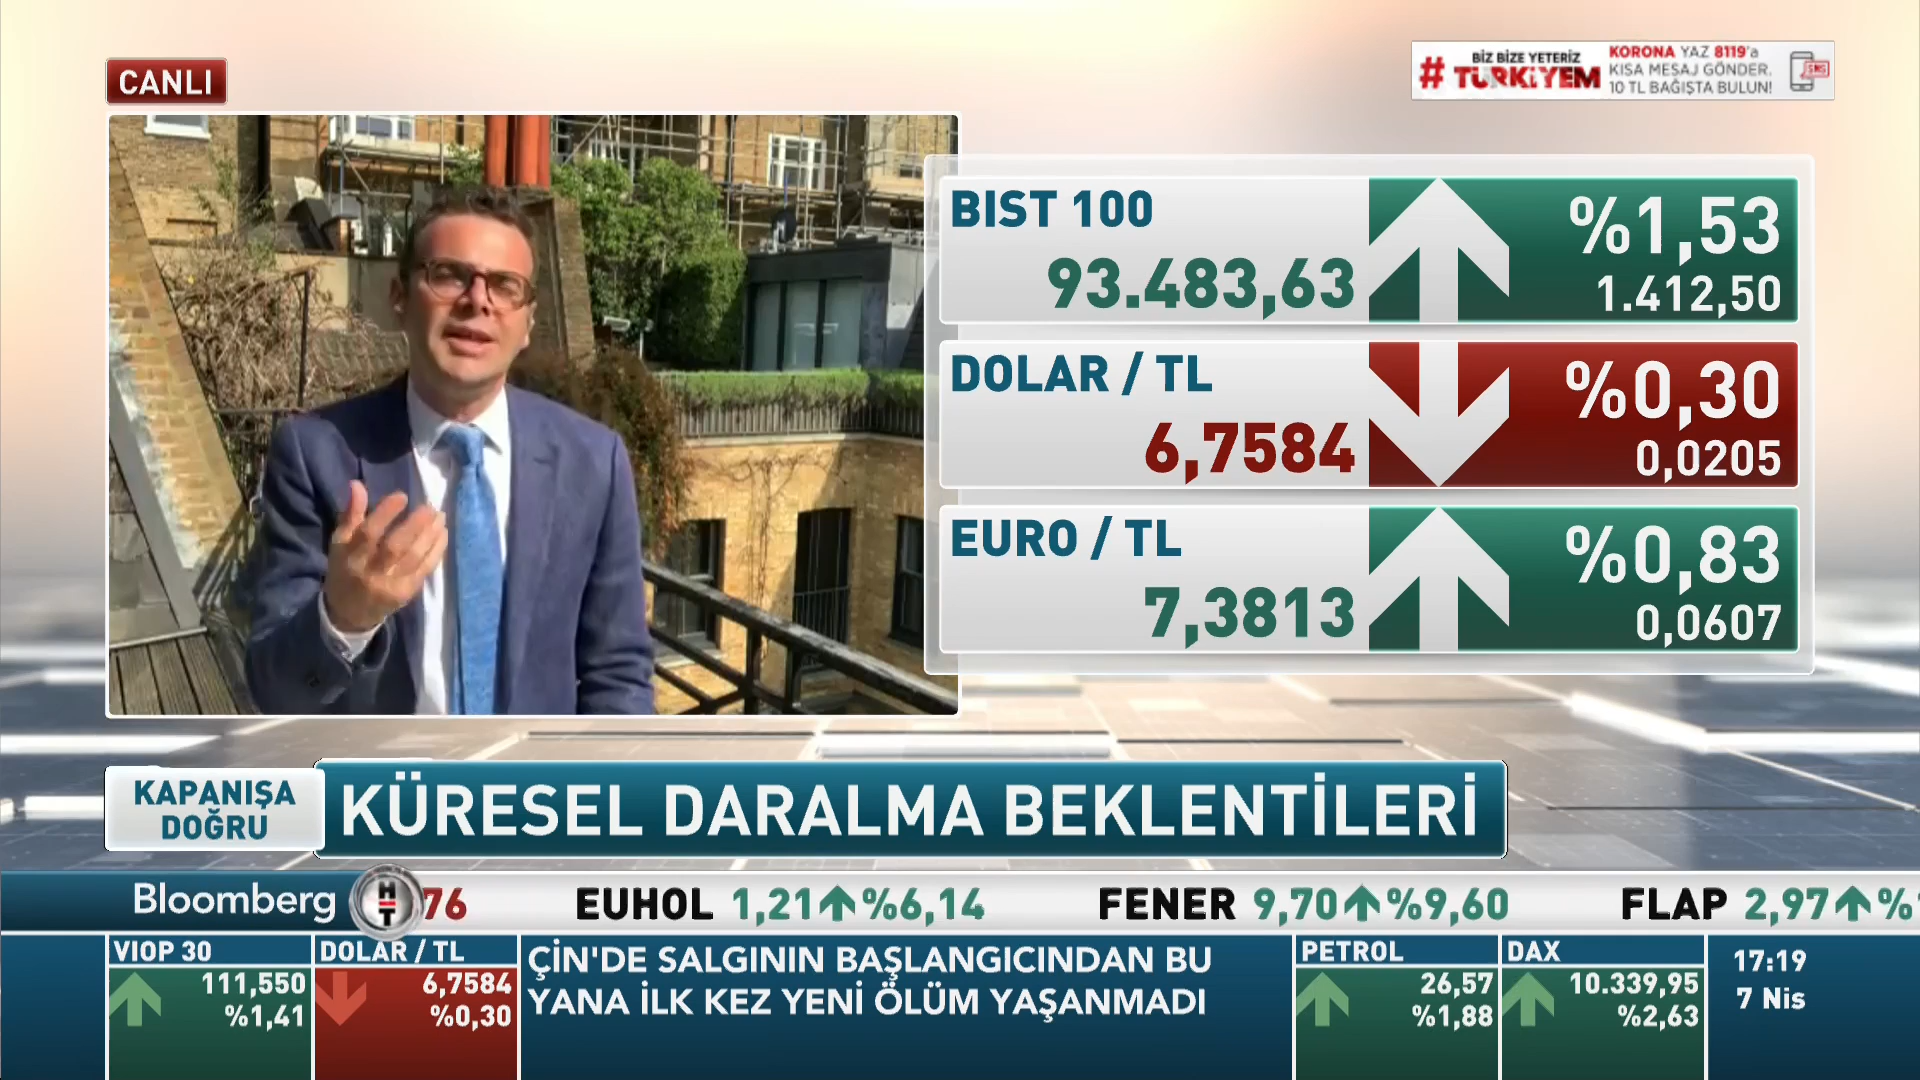 CANLI
#
BİZ BİZE YETERİZ
TÜRKİYEM
KORONA YAZ 8119'a
KISA MESAJ GÖNDER,
10 TL BAĞIŞTA BULUN!
SMS
BIST 100
93.483,63
%1,53
1.412,50
DOLAR / TL
6,7584
%0,30
0,0205
EURO / TL
7,3813
%0,83
0,0607
KAPANIŞA
DOĞRU
KÜRESEL DARALMA BEKLENTİLERİ
Bloomberg HT 76 EUHOL 1,21 %6,14 FENER 9,70 %9,60 FLAP 2,97 %
VIOP 30
111,550
%1,41
DOLAR / TL
6,7584
%0,30
ÇİN'DE SALGININ BAŞLANGICINDAN BU
YANA İLK KEZ YENİ ÖLÜM YAŞANMADI
PETROL
26,57
%1,88
DAX
10.339,95
%2,63
17:19
7 Nis